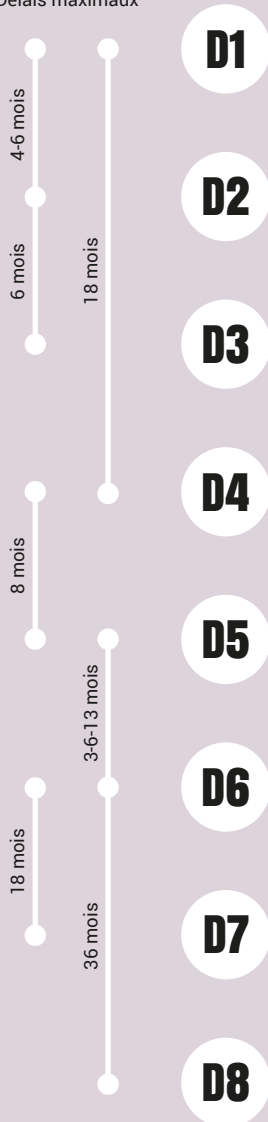 Délais maximaux
D1
4-6 mois
D2
18 mois
6 mois
D3
D4
8 mois
D5
3-6-13 mois
D6
18 mois
D7
36 mois
D8